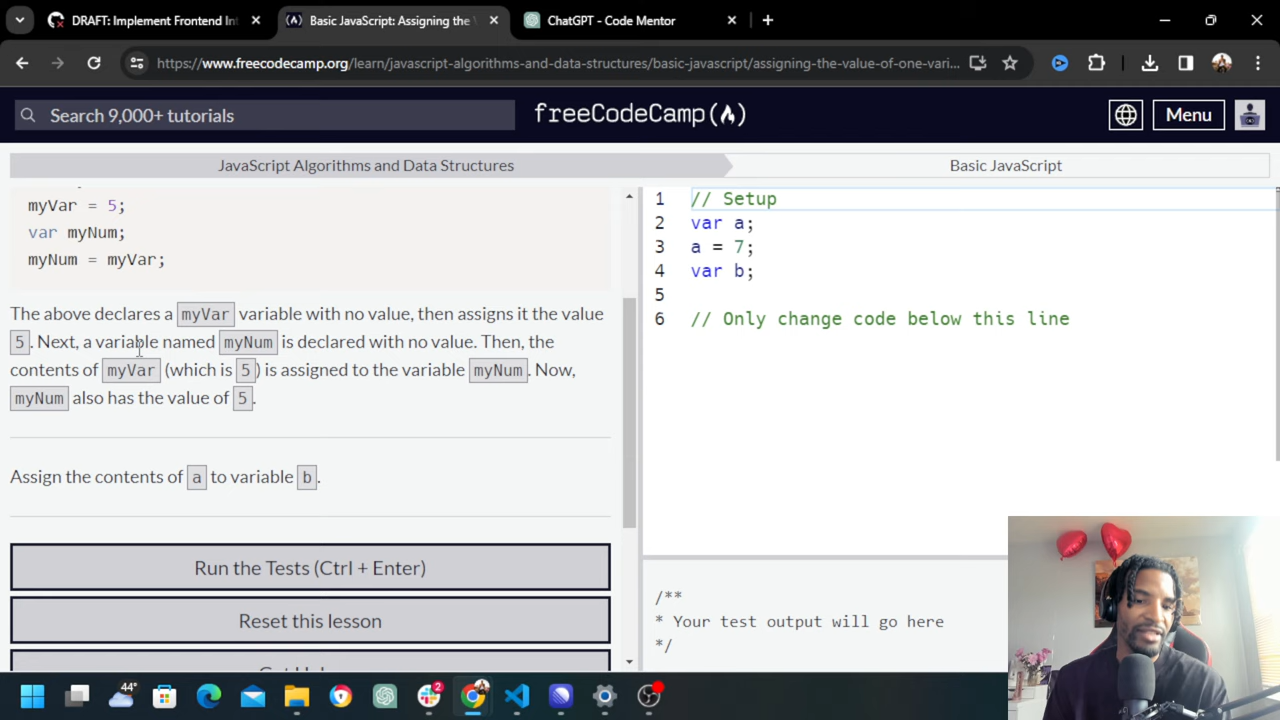 DRAFT: Implement Frontend Int
Basic JavaScript: Assigning the V
ChatGPT - Code Mentor
https://www.freecodecamp.org/learn/javascript-algorithms-and-data-structures/basic-javascript/assigning-the-value-of-one-vari...
Search 9,000+ tutorials
freeCodeCamp
Menu
JavaScript Algorithms and Data Structures
Basic JavaScript
myVar = 5;
var myNum;
myNum = myVar;
The above declares a myVar variable with no value, then assigns it the value
5. Next, a variable named myNum is declared with no value. Then, the
contents of myVar (which is 5) is assigned to the variable myNum. Now,
myNum also has the value of 5.
Assign the contents of a to variable b.
Run the Tests (Ctrl + Enter)
Reset this lesson
1 // Setup
2 var a;
3 a = 7;
4 var b;
5
6 // Only change code below this line
/**
* Your test output will go here
*/
44°
2